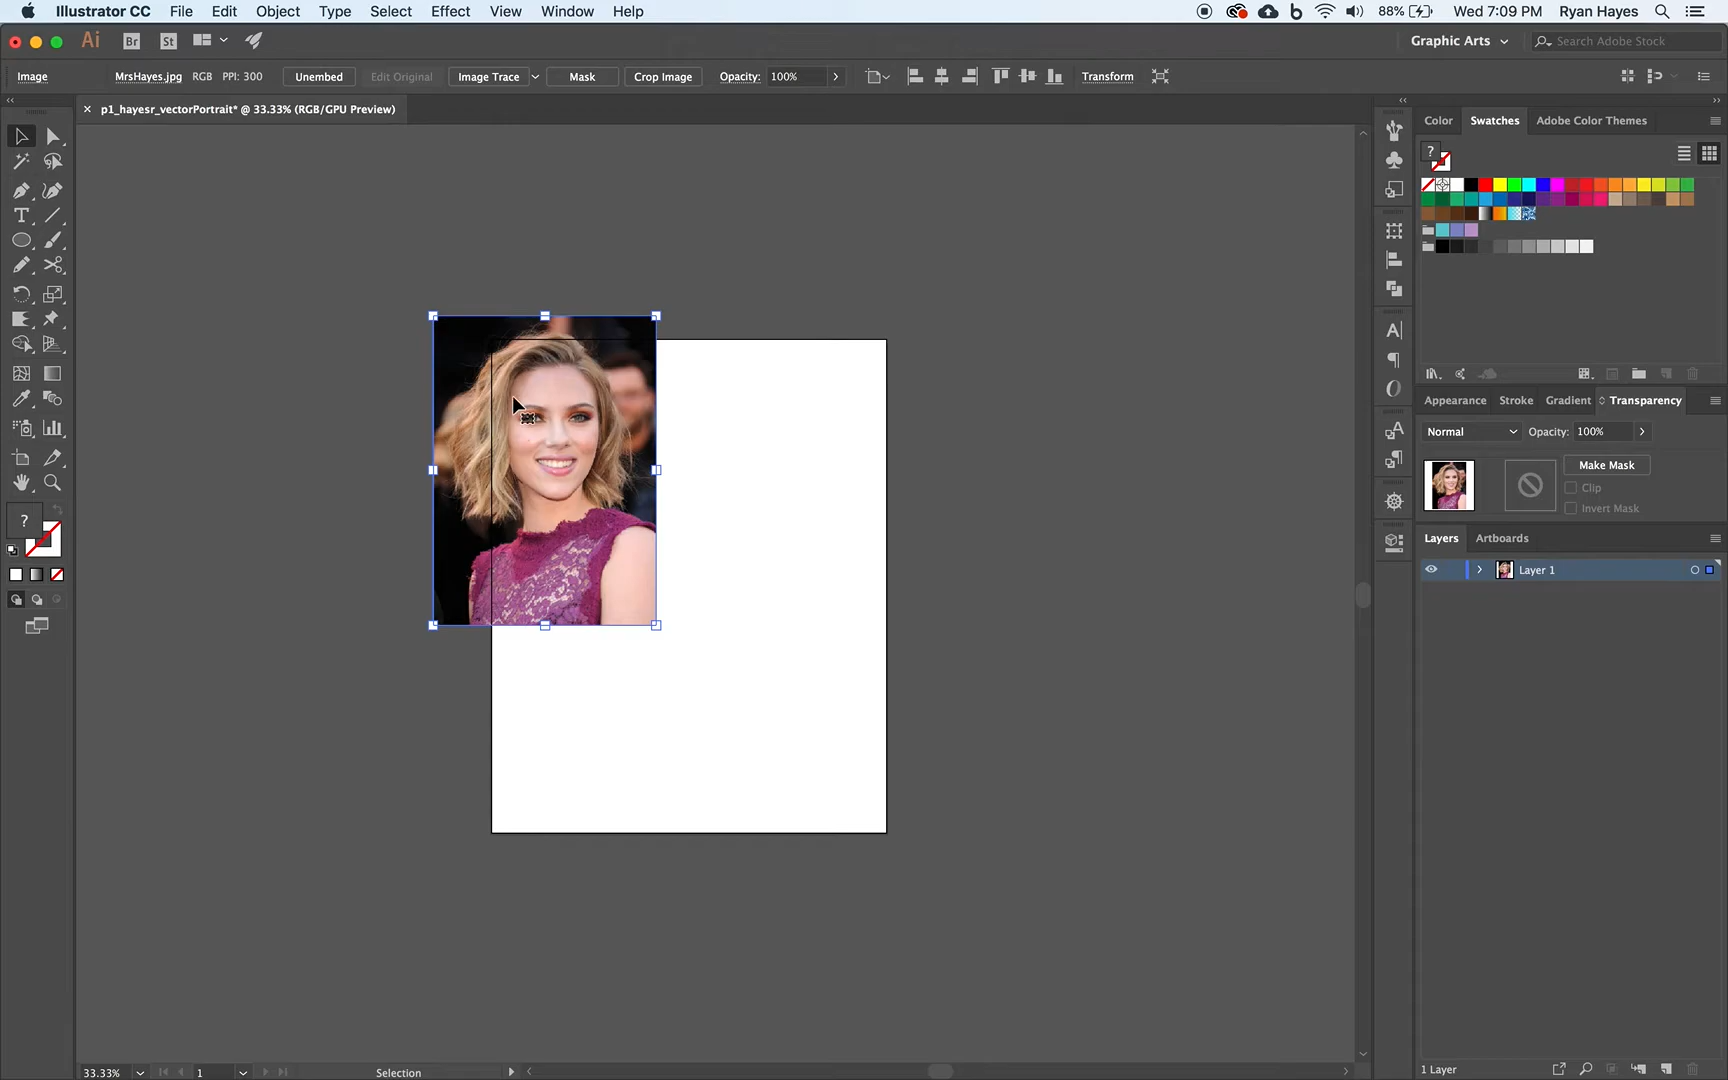 Illustrator CC File Edit Object Type Select Effect View Window Help 88% Wed 7:09 PM Ryan Hayes
Ai Br St Graphic Arts Search Adobe Stock
Image MrsHayes.jpg RGB PPI: 300 Unembed Edit Original Image Trace Mask Crop Image Opacity: 100% Transform
× p1_hayesr_vectorPortrait* @ 33.33% (RGB/GPU Preview)
Color Swatches Adobe Color Themes
?
Appearance Stroke Gradient Transparency
Normal Opacity: 100%
Make Mask
Clip
Invert Mask
?
Layers Artboards
Layer 1
33.33% 1 Selection 1 Layer